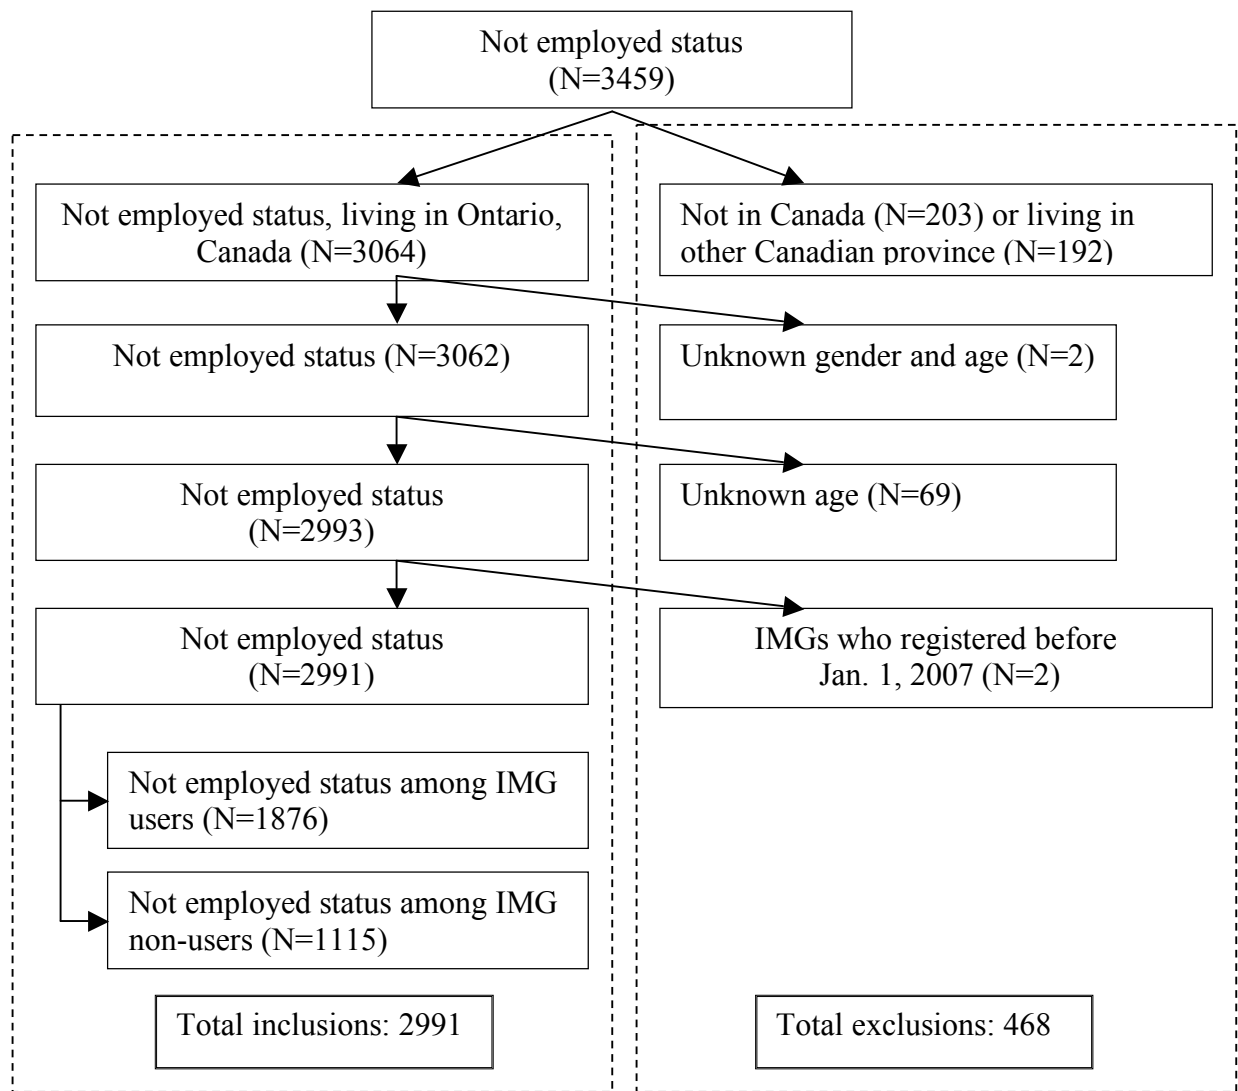 Not employed status
(N=3459)
Not employed status, living in Ontario,
Canada (N=3064)
Not in Canada (N=203) or living in
other Canadian province (N=192)
Not employed status (N=3062)
Unknown gender and age (N=2)
Not employed status
(N=2993)
Unknown age (N=69)
Not employed status
(N=2991)
IMGs who registered before
Jan. 1, 2007 (N=2)
Not employed status among IMG
users (N=1876)
Not employed status among IMG
non-users (N=1115)
Total inclusions: 2991
Total exclusions: 468